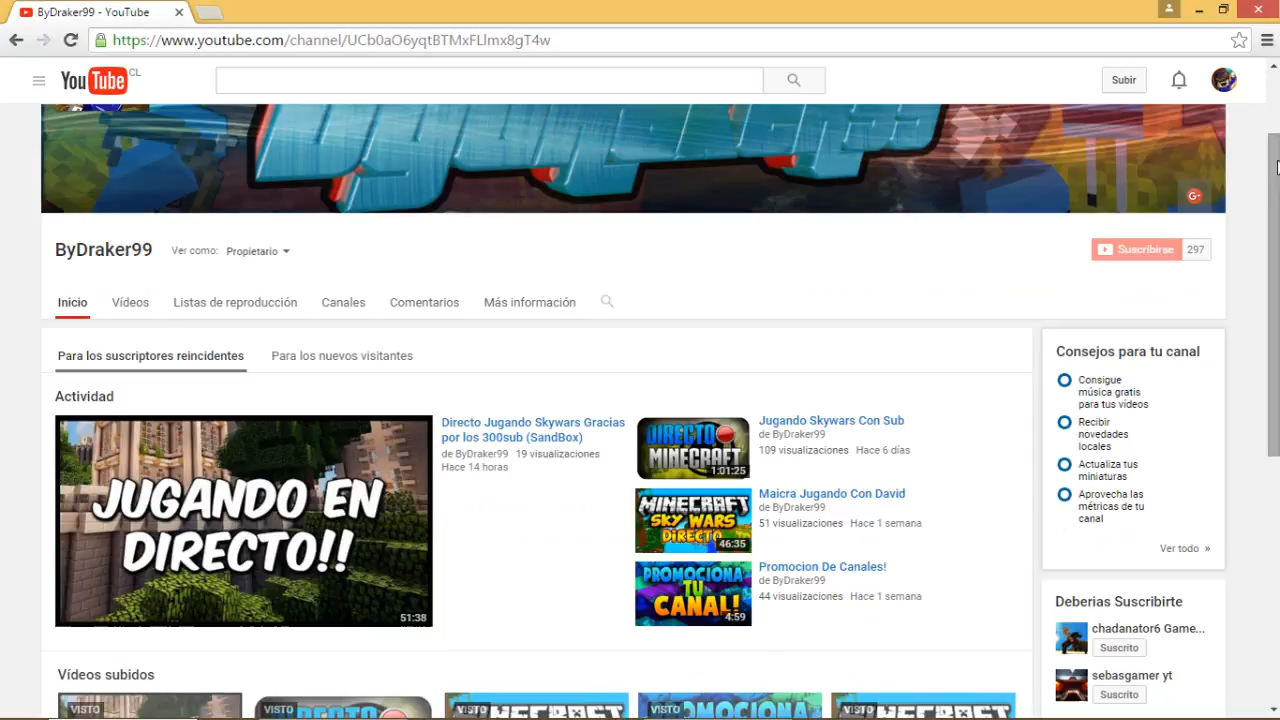 ByDraker99 - YouTube
https://www.youtube.com/channel/UCb0aO6yqtBTMxFLlmx8gT4w
YouTube CL
Subir
G+
ByDraker99 Ver como: Propietario
Suscribirse 297
Inicio Vídeos Listas de reproducción Canales Comentarios Más información
Para los suscriptores reincidentes Para los nuevos visitantes
Actividad
JUGANDO EN
DIRECTO!!
51:38
Directo Jugando Skywars Gracias
por los 300sub (SandBox)
de ByDraker99 19 visualizaciones
Hace 14 horas
DIRECTO
MINECRAFT
1:01:25
Jugando Skywars Con Sub
de ByDraker99
109 visualizaciones Hace 6 días
MINECRAFT
SKY WARS
DIRECTO
46:35
Maicra Jugando Con David
de ByDraker99
51 visualizaciones Hace 1 semana
PROMOCIONA
TU
CANAL!
4:59
Promocion De Canales!
de ByDraker99
44 visualizaciones Hace 1 semana
Consejos para tu canal
Consigue
música gratis
para tus vídeos
Recibir
novedades
locales
Actualiza tus
miniaturas
Aprovecha las
métricas de tu
canal
Ver todo »
Deberias Suscribirte
chadanator6 Game...
Suscrito
sebasgamer yt
Suscrito
Vídeos subidos
VISTO
VISTO
VISTO
MINECRAFT
VISTO
PROMOCIONA
VISTO
MINECRAFT